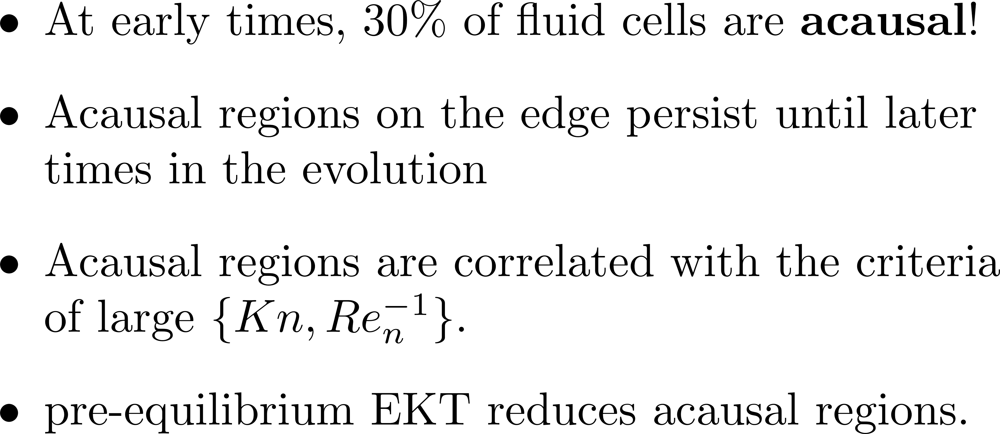 • At early times, 30% of fluid cells are acausal!
• Acausal regions on the edge persist until later
times in the evolution
• Acausal regions are correlated with the criteria
of large {Kn, Re_n^{-1}}.
• pre-equilibrium EKT reduces acausal regions.